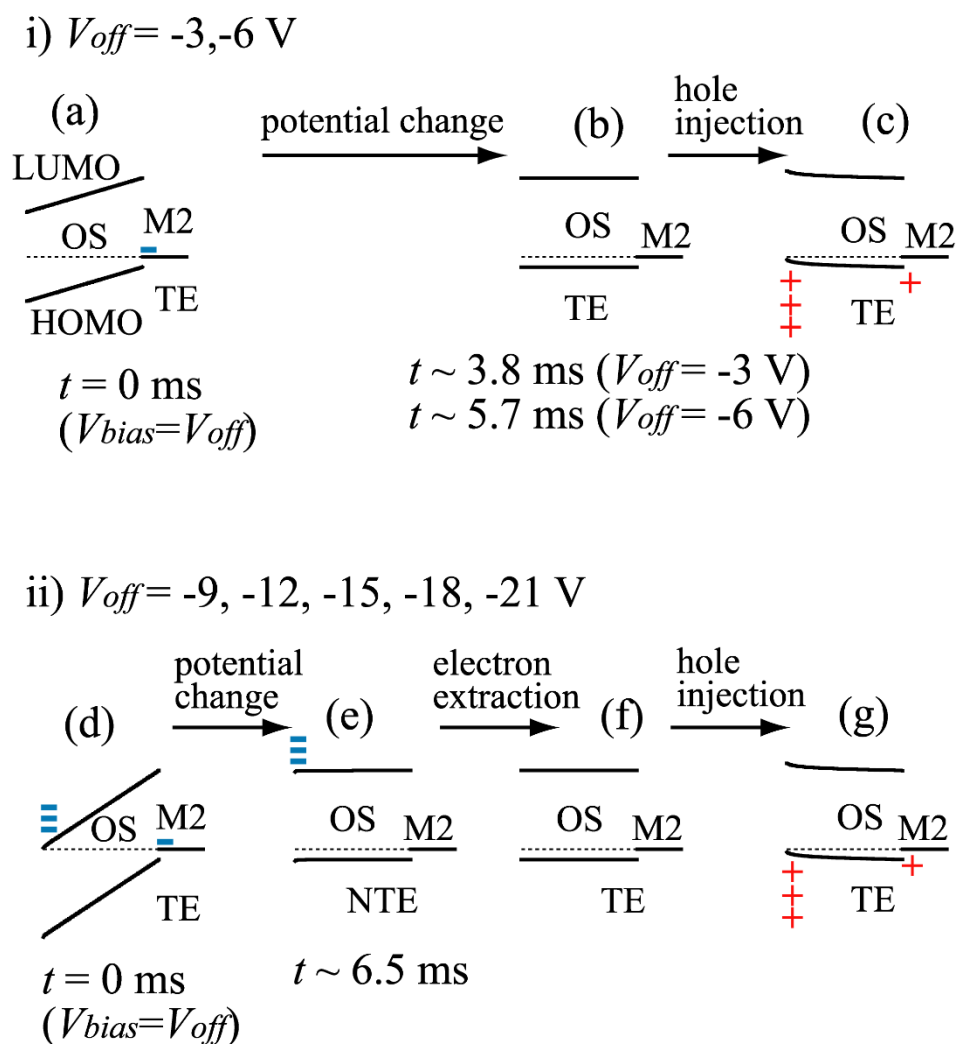 i) Voff= -3,-6 V
(a)
potential change
(b)
hole
injection
(c)
LUMO
OS
M2
HOMO
TE
OS
M2
TE
OS
M2
TE
t = 0 ms
(Vbias=Voff)
t ~ 3.8 ms (Voff= -3 V)
t ~ 5.7 ms (Voff= -6 V)
ii) Voff= -9, -12, -15, -18, -21 V
(d)
potential
change
(e)
electron
extraction
(f)
hole
injection
(g)
OS
M2
TE
OS
M2
NTE
OS
M2
TE
OS
M2
TE
t = 0 ms
(Vbias=Voff)
t ~ 6.5 ms